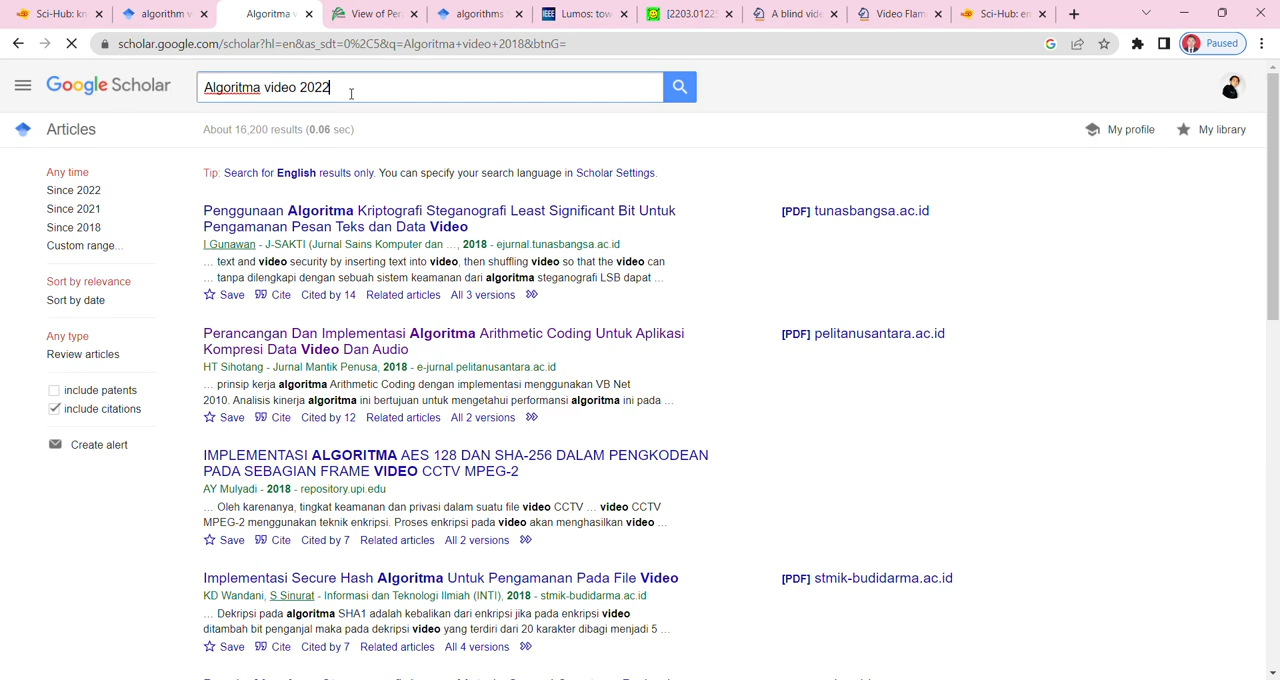 Sci-Hub: kn
algorithm v
Algoritma v
View of Per
algorithms
Lumos: tow
[2203.01225
A blind vide
Video Flam
Sci-Hub: en
scholar.google.com/scholar?hl=en&as_sdt=0%2C5&q=Algoritma+video+2018&btnG=
Paused
Google Scholar
Algoritma video 2022
Articles
About 16,200 results (0.06 sec)
My profile
My library
Any time
Since 2022
Since 2021
Since 2018
Custom range...
Sort by relevance
Sort by date
Any type
Review articles
include patents
include citations
Create alert
Tip: Search for English results only. You can specify your search language in Scholar Settings.
Penggunaan Algoritma Kriptografi Steganografi Least Significant Bit Untuk
Pengamanan Pesan Teks dan Data Video
I Gunawan - J-SAKTI (Jurnal Sains Komputer dan ..., 2018 - ejurnal.tunasbangsa.ac.id
... text and video security by inserting text into video, then shuffling video so that the video can
... tanpa dilengkapi dengan sebuah sistem keamanan dari algoritma steganografi LSB dapat ...
Save Cite Cited by 14 Related articles All 3 versions
[PDF] tunasbangsa.ac.id
Perancangan Dan Implementasi Algoritma Arithmetic Coding Untuk Aplikasi
Kompresi Data Video Dan Audio
HT Sihotang - Jurnal Mantik Penusa, 2018 - e-jurnal.pelitanusantara.ac.id
... prinsip kerja algoritma Arithmetic Coding dengan implementasi menggunakan VB Net
2010. Analisis kinerja algoritma ini bertujuan untuk mengetahui performansi algoritma ini pada ...
Save Cite Cited by 12 Related articles All 2 versions
[PDF] pelitanusantara.ac.id
IMPLEMENTASI ALGORITMA AES 128 DAN SHA-256 DALAM PENGKODEAN
PADA SEBAGIAN FRAME VIDEO CCTV MPEG-2
AY Mulyadi - 2018 - repository.upi.edu
... Oleh karenanya, tingkat keamanan dan privasi dalam suatu file video CCTV ... video CCTV
MPEG-2 menggunakan teknik enkripsi. Proses enkripsi pada video akan menghasilkan video ...
Save Cite Cited by 7 Related articles All 2 versions
Implementasi Secure Hash Algoritma Untuk Pengamanan Pada File Video
KD Wandani, S Sinurat - Informasi dan Teknologi Ilmiah (INTI), 2018 - stmik-budidarma.ac.id
... Dekripsi pada algoritma SHA1 adalah kebalikan dari enkripsi jika pada enkripsi video
ditambah bit penganjal maka pada dekripsi video yang terdiri dari 20 karakter dibagi menjadi 5 ...
Save Cite Cited by 7 Related articles All 4 versions
[PDF] stmik-budidarma.ac.id